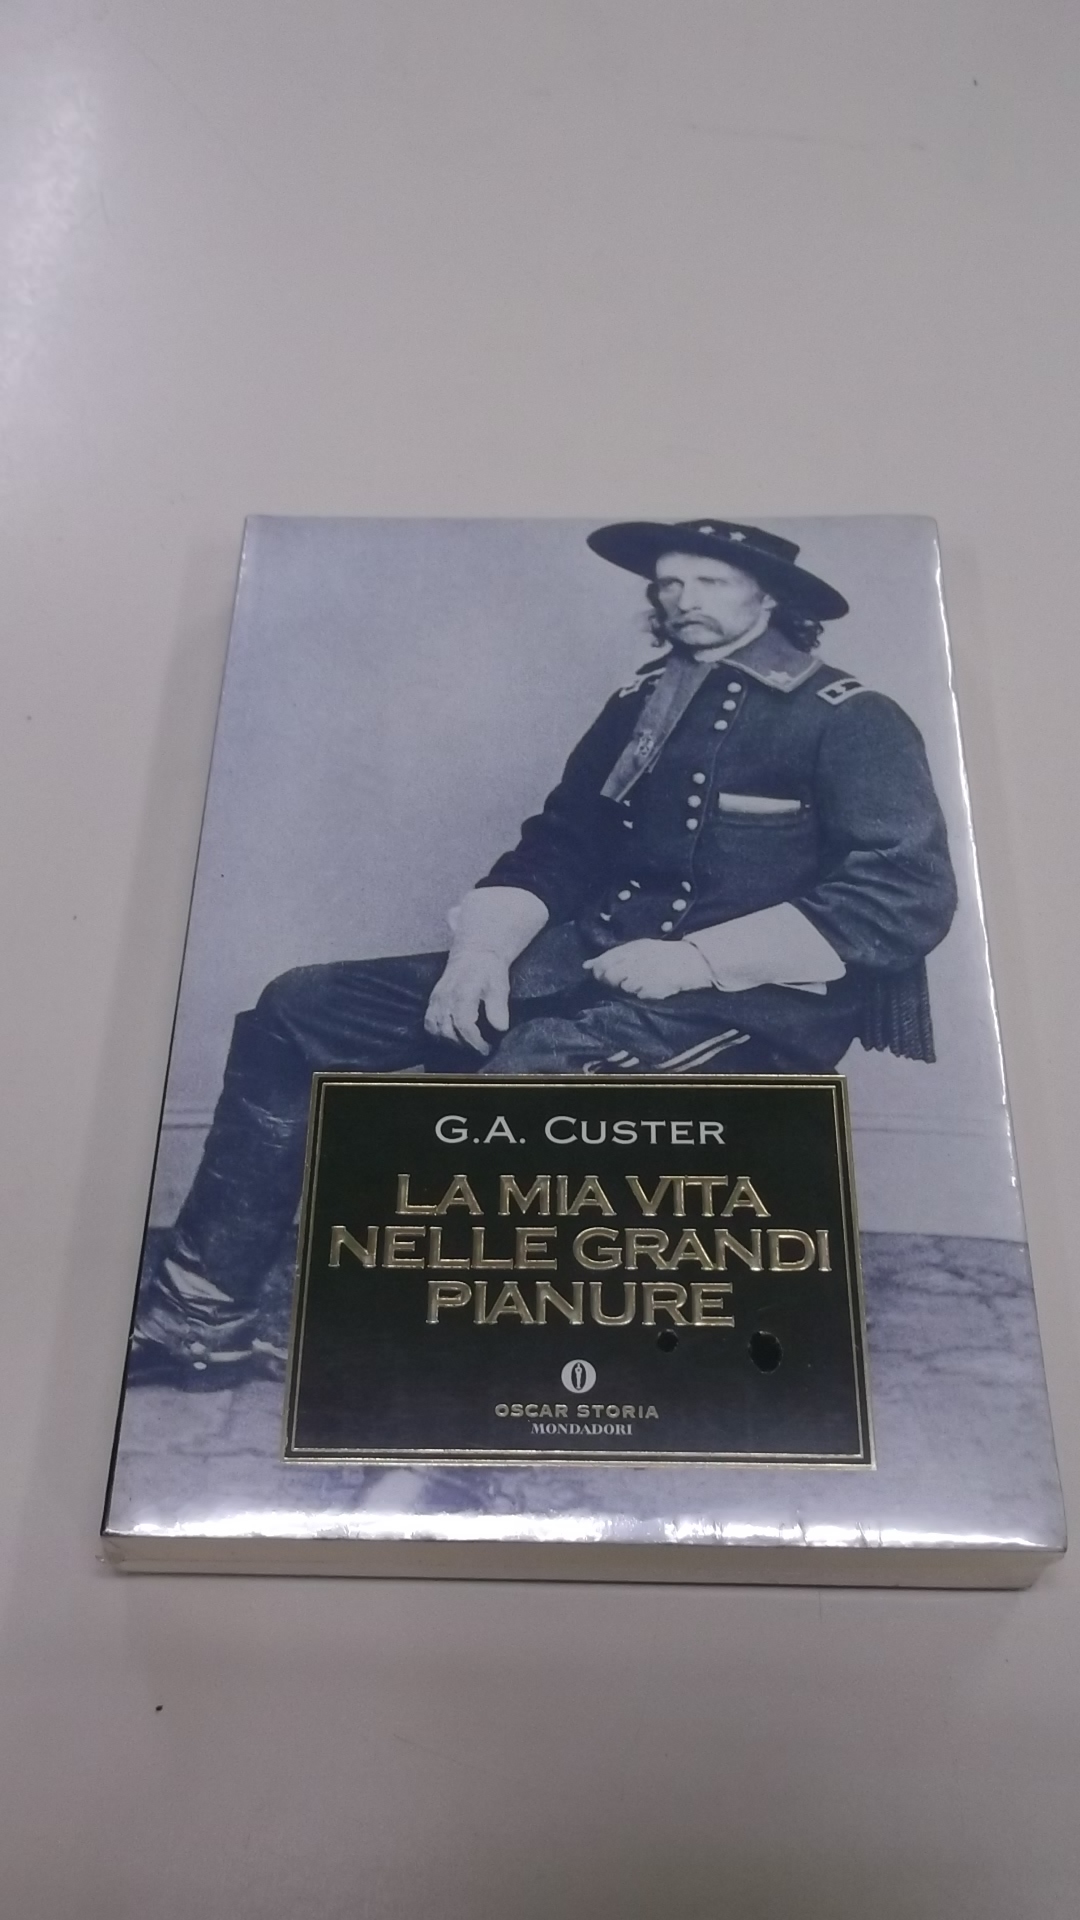 G.A. CUSTER
LA MIA VITA
NELLE GRANDI
PIANURE
OSCAR STORIA
MONDADORI